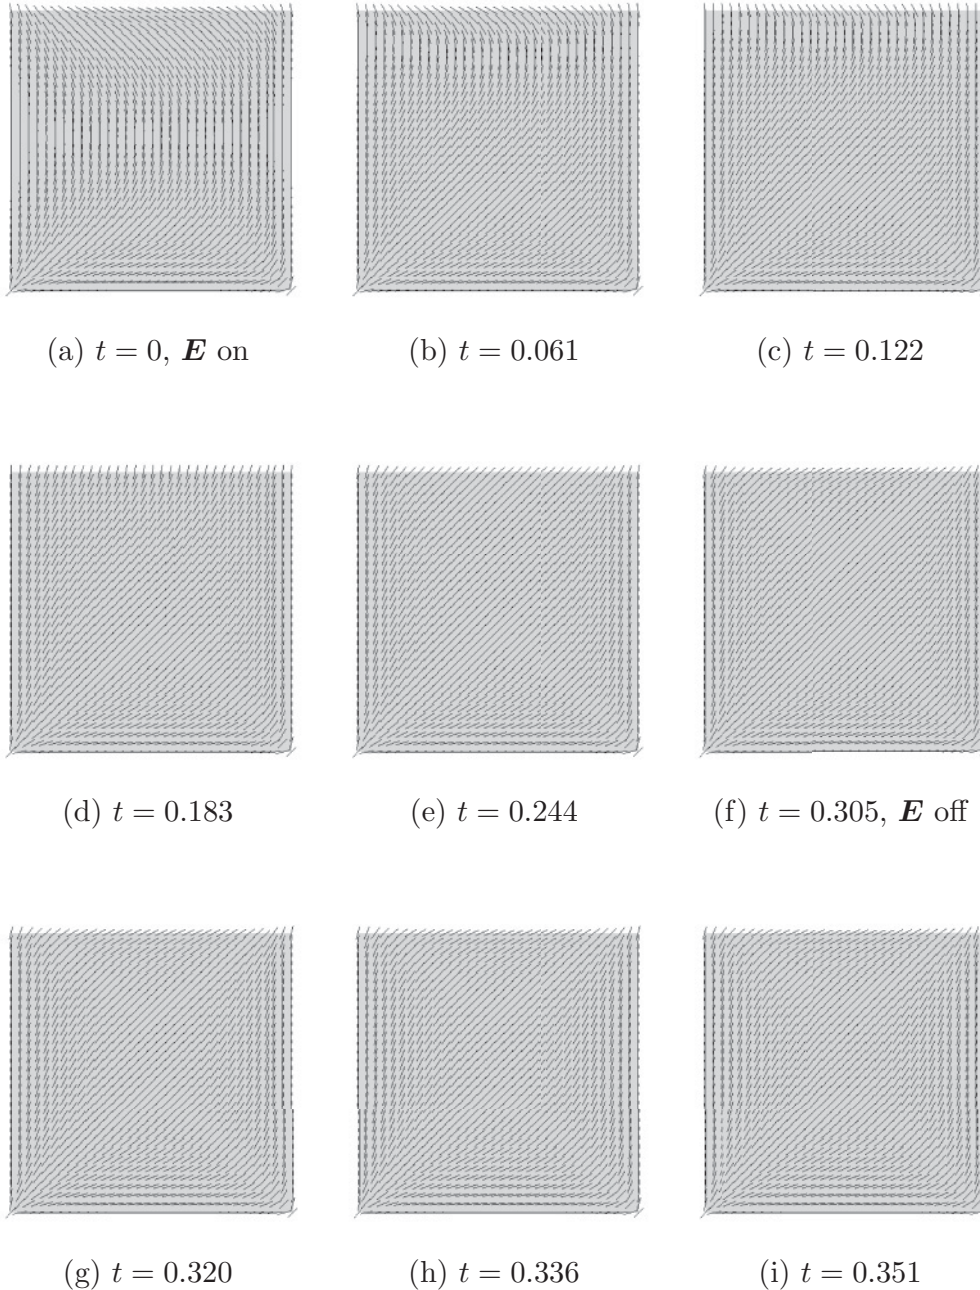 (a) t = 0, E on
(b) t = 0.061
(c) t = 0.122
(d) t = 0.183
(e) t = 0.244
(f) t = 0.305, E off
(g) t = 0.320
(h) t = 0.336
(i) t = 0.351